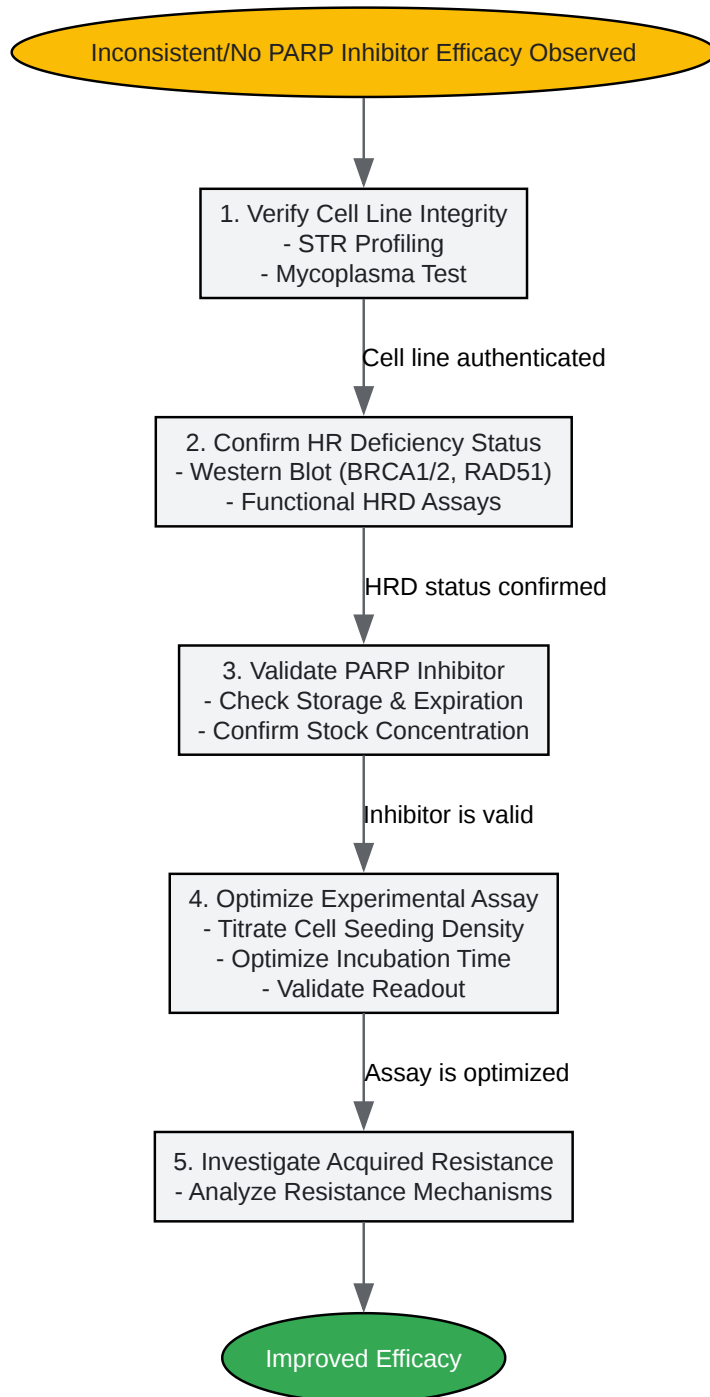 Inconsistent/No PARP Inhibitor Efficacy Observed
1. Verify Cell Line Integrity
- STR Profiling
- Mycoplasma Test
Cell line authenticated
2. Confirm HR Deficiency Status
- Western Blot (BRCA1/2, RAD51)
- Functional HRD Assays
HRD status confirmed
3. Validate PARP Inhibitor
- Check Storage & Expiration
- Confirm Stock Concentration
Inhibitor is valid
4. Optimize Experimental Assay
- Titrate Cell Seeding Density
- Optimize Incubation Time
- Validate Readout
Assay is optimized
5. Investigate Acquired Resistance
- Analyze Resistance Mechanisms
Improved Efficacy